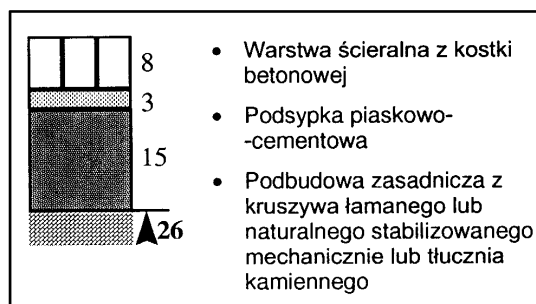 8
3
15
26
• Warstwa ścieralna z kostki
betonowej
• Podsypka piaskowo-
-cementowa
• Podbudowa zasadnicza z
kruszywa łamanego lub
naturalnego stabilizowanego
mechanicznie lub tłucznia
kamiennego